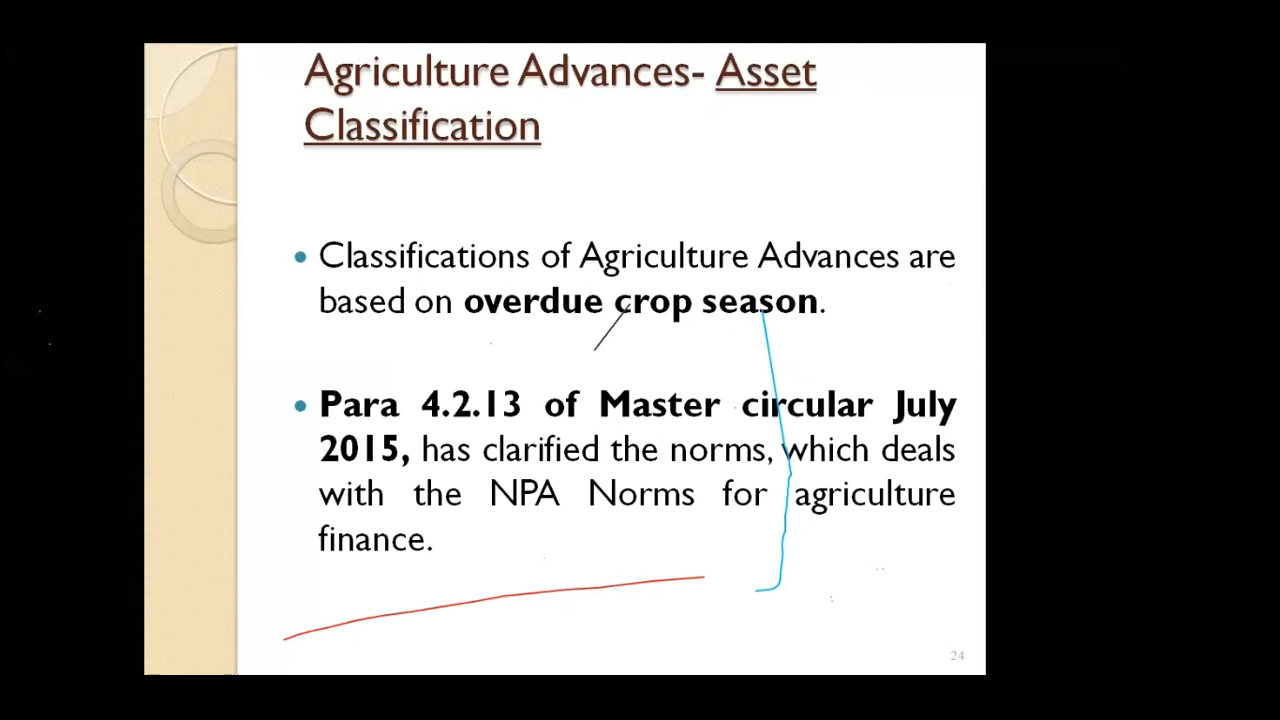 Agriculture Advances- Asset
Classification
• Classifications of Agriculture Advances are
based on overdue crop season.
• Para 4.2.13 of Master circular July
2015, has clarified the norms, which deals
with the NPA Norms for agriculture
finance.
24